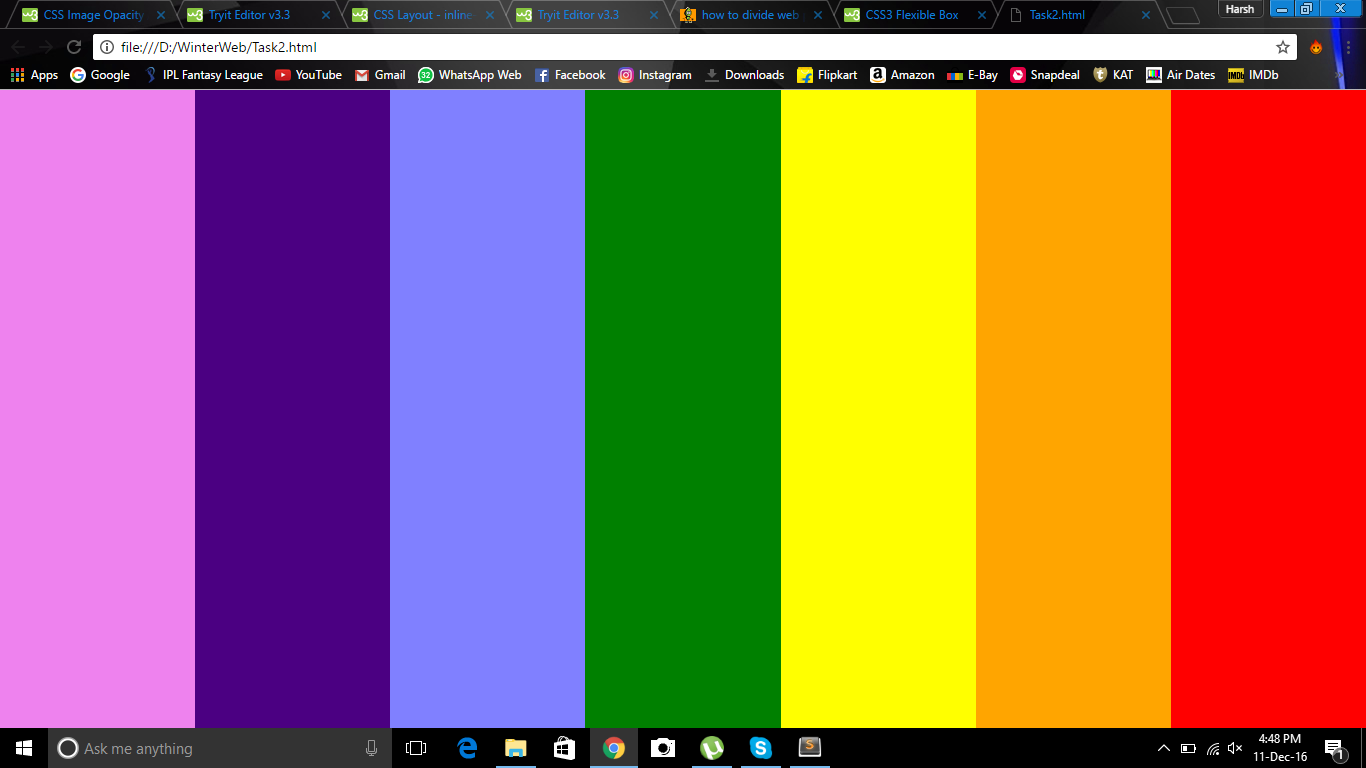 CSS Image Opacity Tryit Editor v3.3 CSS Layout - inline Tryit Editor v3.3 how to divide web CSS3 Flexible Box Task2.html Harsh
file:///D:/WinterWeb/Task2.html
Apps Google IPL Fantasy League YouTube Gmail 32 WhatsApp Web Facebook Instagram Downloads Flipkart Amazon E-Bay Snapdeal KAT Air Dates IMDb IMDb
Ask me anything
4:48 PM
11-Dec-16
1